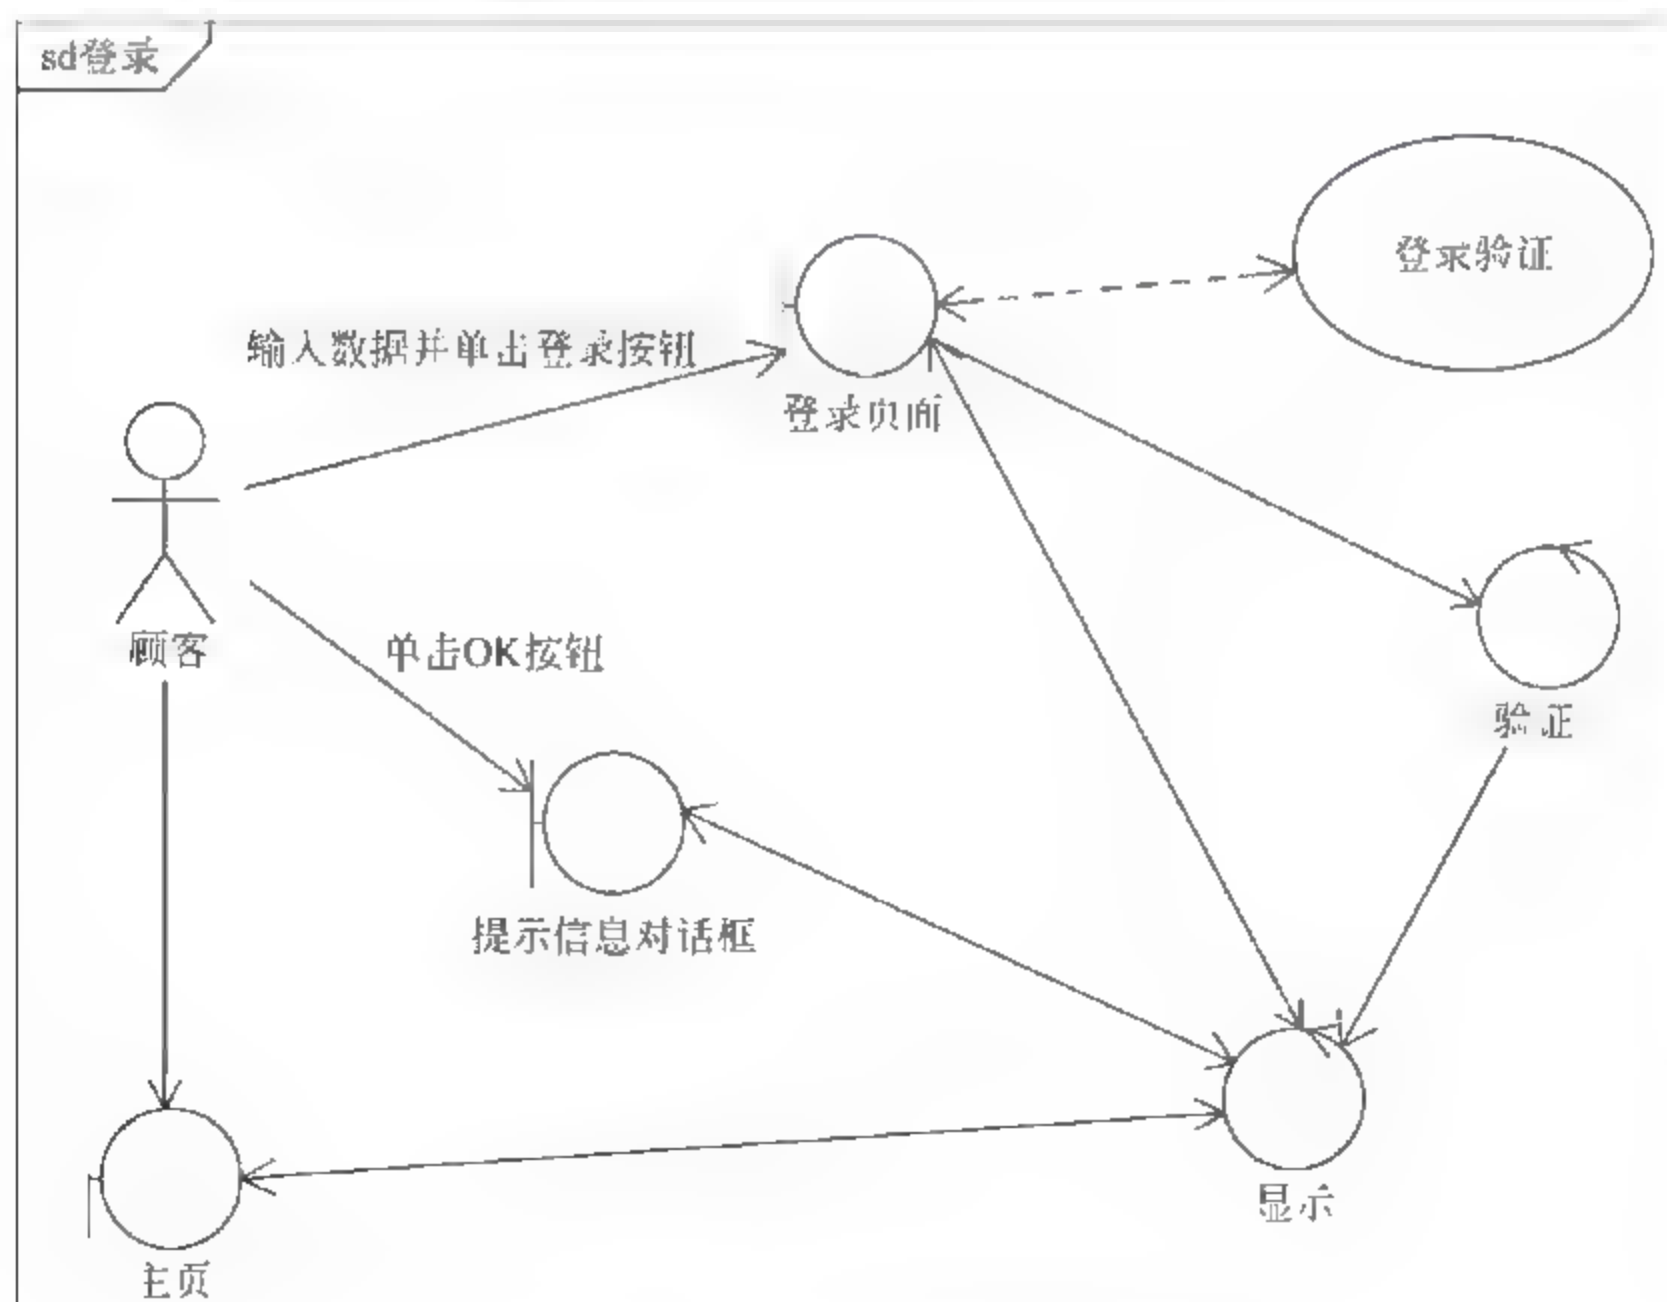 sd登录
登录验证
输入数据并单击登录按钮
登录页面
顾客
单击OK按钮
验证
提示信息对话框
显示
主页